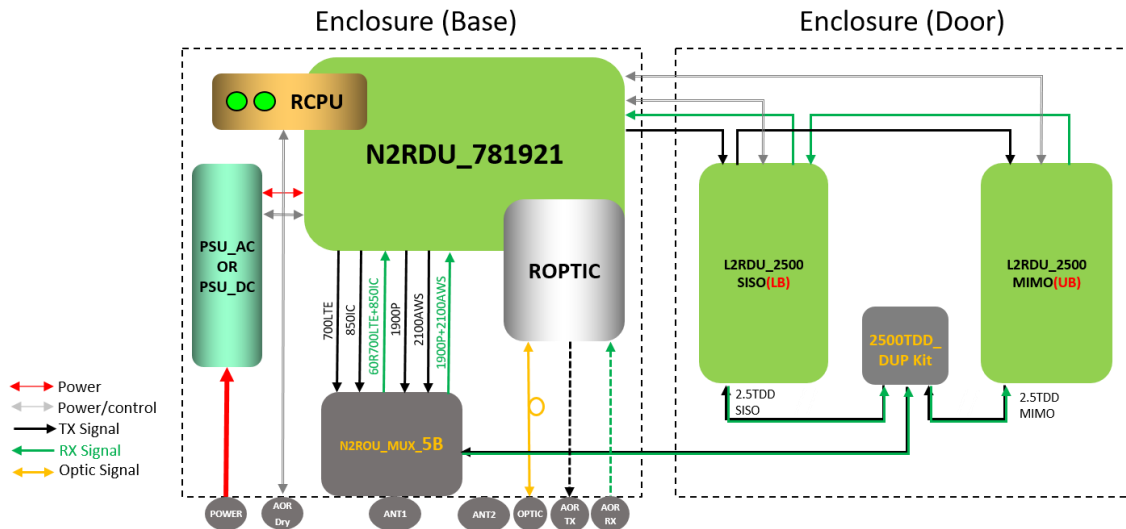 Enclosure (Base)
Enclosure (Door)
RCPU
N2RDU_781921
PSU_AC
OR
PSU_DC
ROPTIC
L2RDU_2500
SISO(LB)
L2RDU_2500
MIMO(UB)
700LTE
850IC
60R700LTE+850IC
1900P
2100AWS
1900P+2100AWS
2500TDD_
DUP Kit
2.5TDD
SISO
2.5TDD
MIMO
Power
Power/control
TX Signal
RX Signal
Optic Signal
N2ROU_MUX_5B
POWER
AOR
Dry
ANT1
ANT2
OPTIC
AOR
TX
AOR
RX